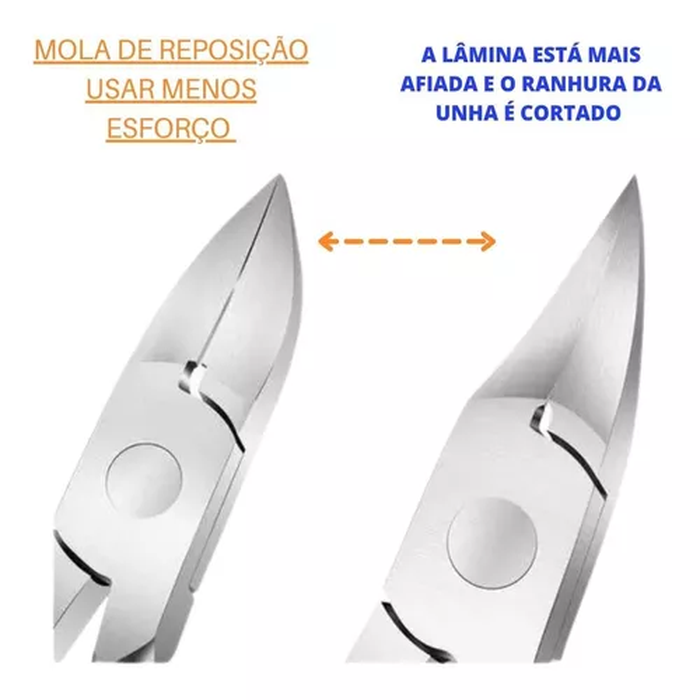 MOLA DE REPOSIÇÃO
USAR MENOS
ESFORÇO
A LÂMINA ESTÁ MAIS
AFIADA E O RANHURA DA
UNHA É CORTADO